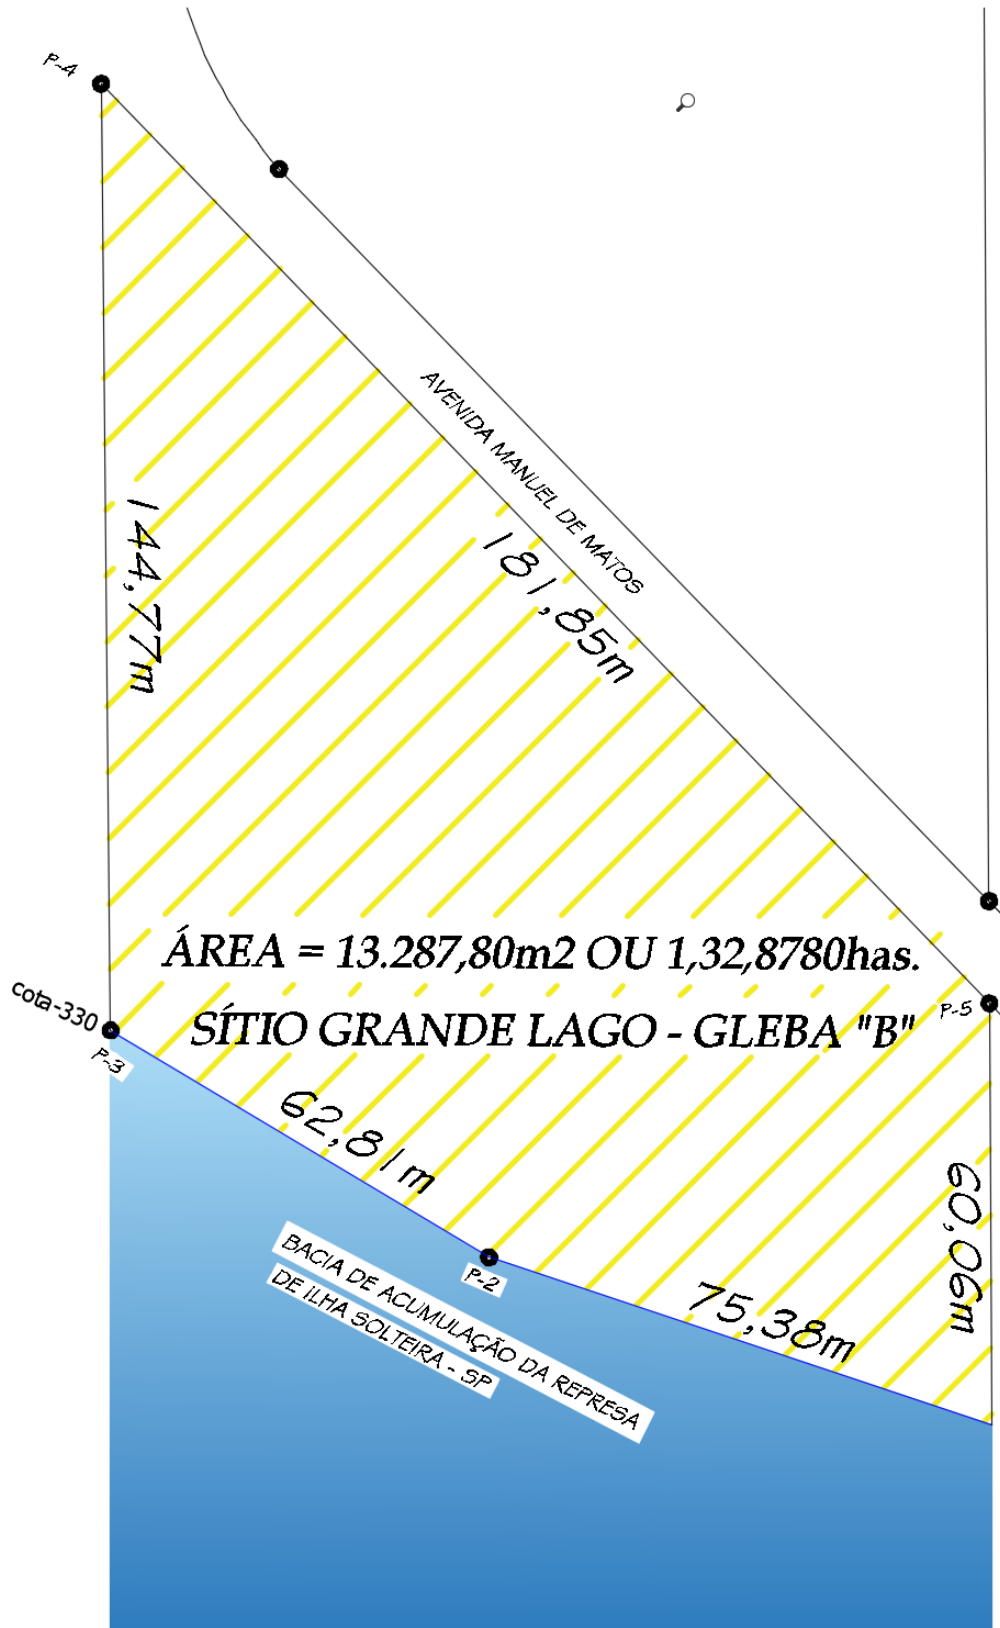 P-4
AVENIDA MANUEL DE MATOS
144,77m
181,85m
ÁREA = 13.287,80m2 OU 1,32,8780has.
SÍTIO GRANDE LAGO - GLEBA "B"
P-5
cota-330
P-3
62,81m
60,06m
P-2
75,38m
BACIA DE ACUMULAÇÃO DA REPRESA
DE ILHA SOLTEIRA - SP